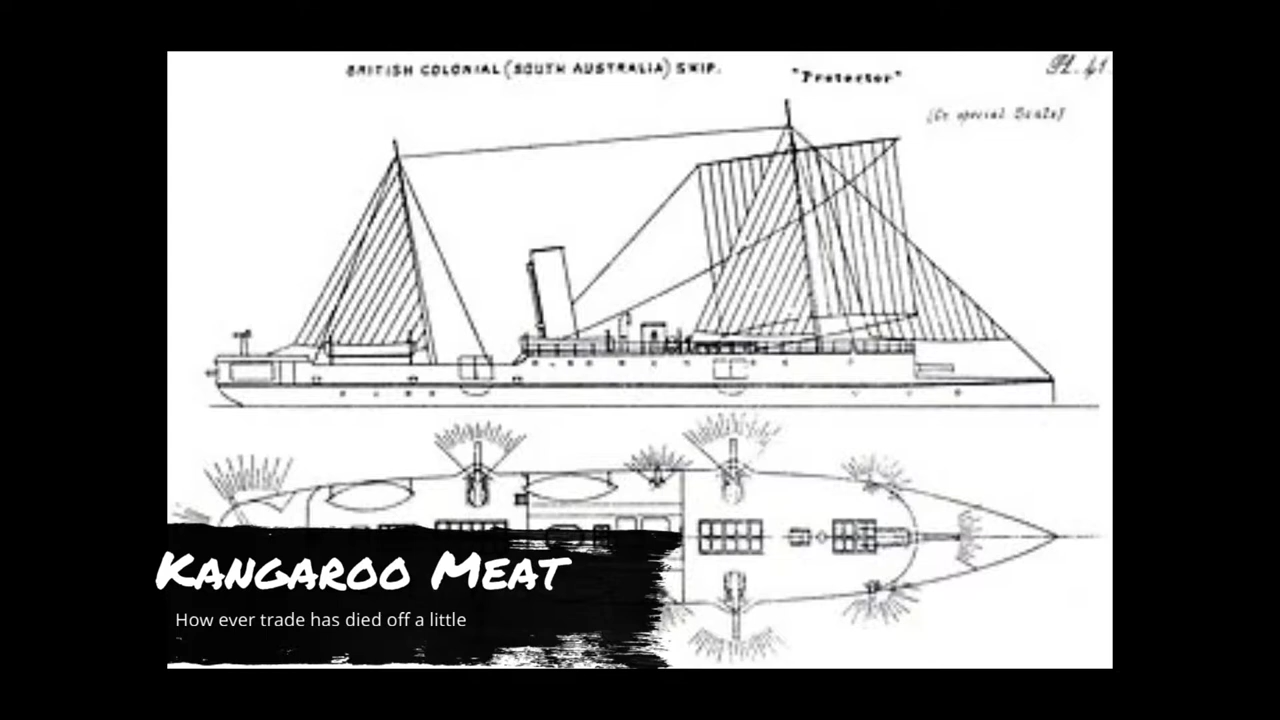 BRITISH COLONIAL (SOUTH AUSTRALIA) SHIP. "Protector" Pl. 41.
[On special Scale]
Kangaroo Meat
How ever trade has died off a little